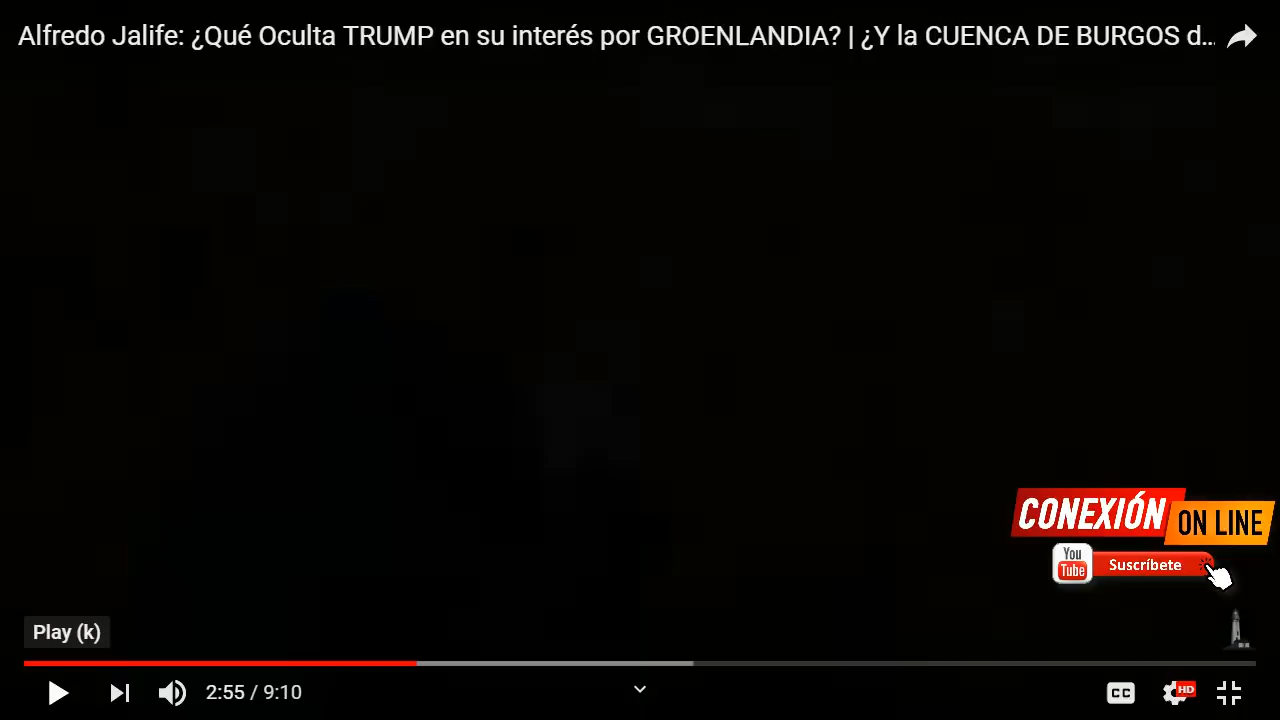 Alfredo Jalife: ¿Qué Oculta TRUMP en su interés por GROENLANDIA? | ¿Y la CUENCA DE BURGOS d...
CONEXIÓN
ON LINE
You
Tube
Suscríbete
Play (k)
2:55 / 9:10
CC
HD